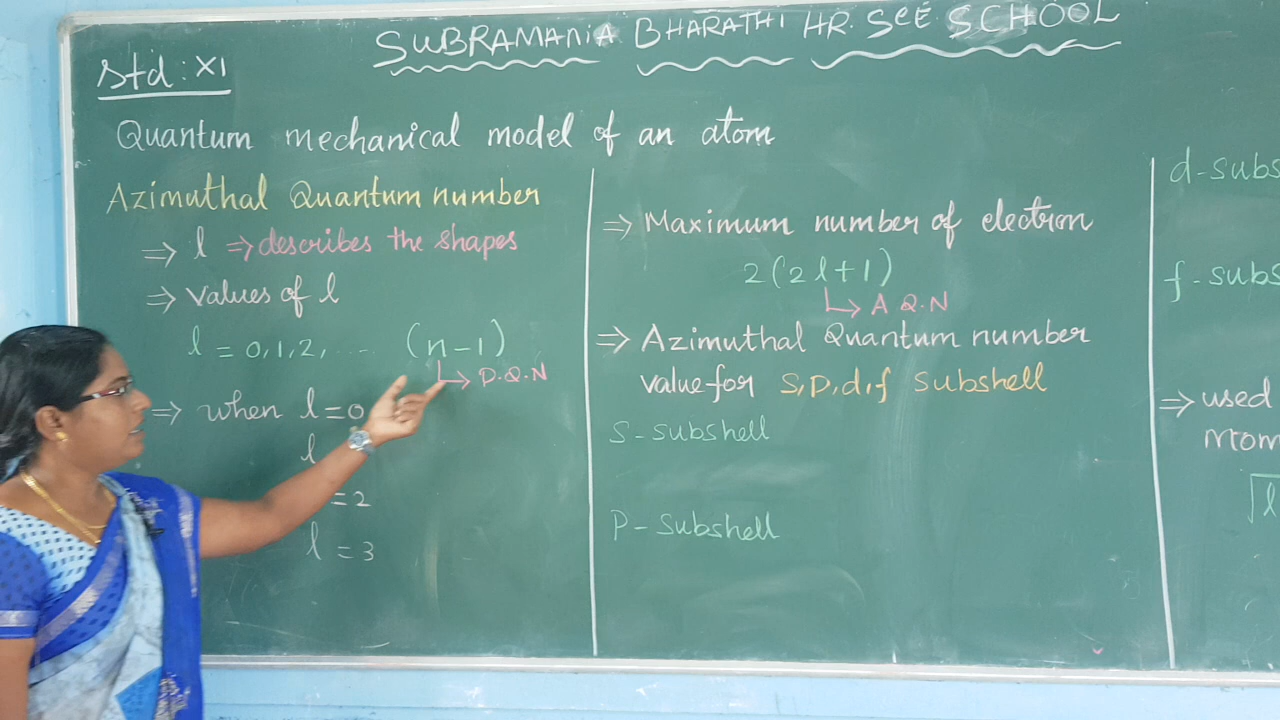 SUBRAMANIA BHARATHI HR. SEE SCHOOL
Std: XI
Quantum mechanical model of an atom
Azimuthal Quantum number
⇒ l ⇒ describes the shapes
⇒ Values of l
l = 0,1,2, .... (n-1)
↳ P.Q.N
⇒ when l=0
l
=2
l =3
⇒ Maximum number of electron
2(2l+1)
↳ A Q.N
⇒ Azimuthal Quantum number
value for S,P,d,f Subshell
S-subshell
P-Subshell
d-subs
f-subs
⇒ used
mom
√l